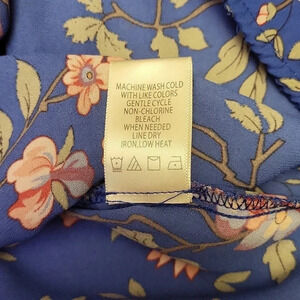 MACHINE WASH COLD
WITH LIKE COLORS
GENTLE CYCLE
NON-CHLORINE
BLEACH
WHEN NEEDED
LINE DRY
IRON,LOW HEAT